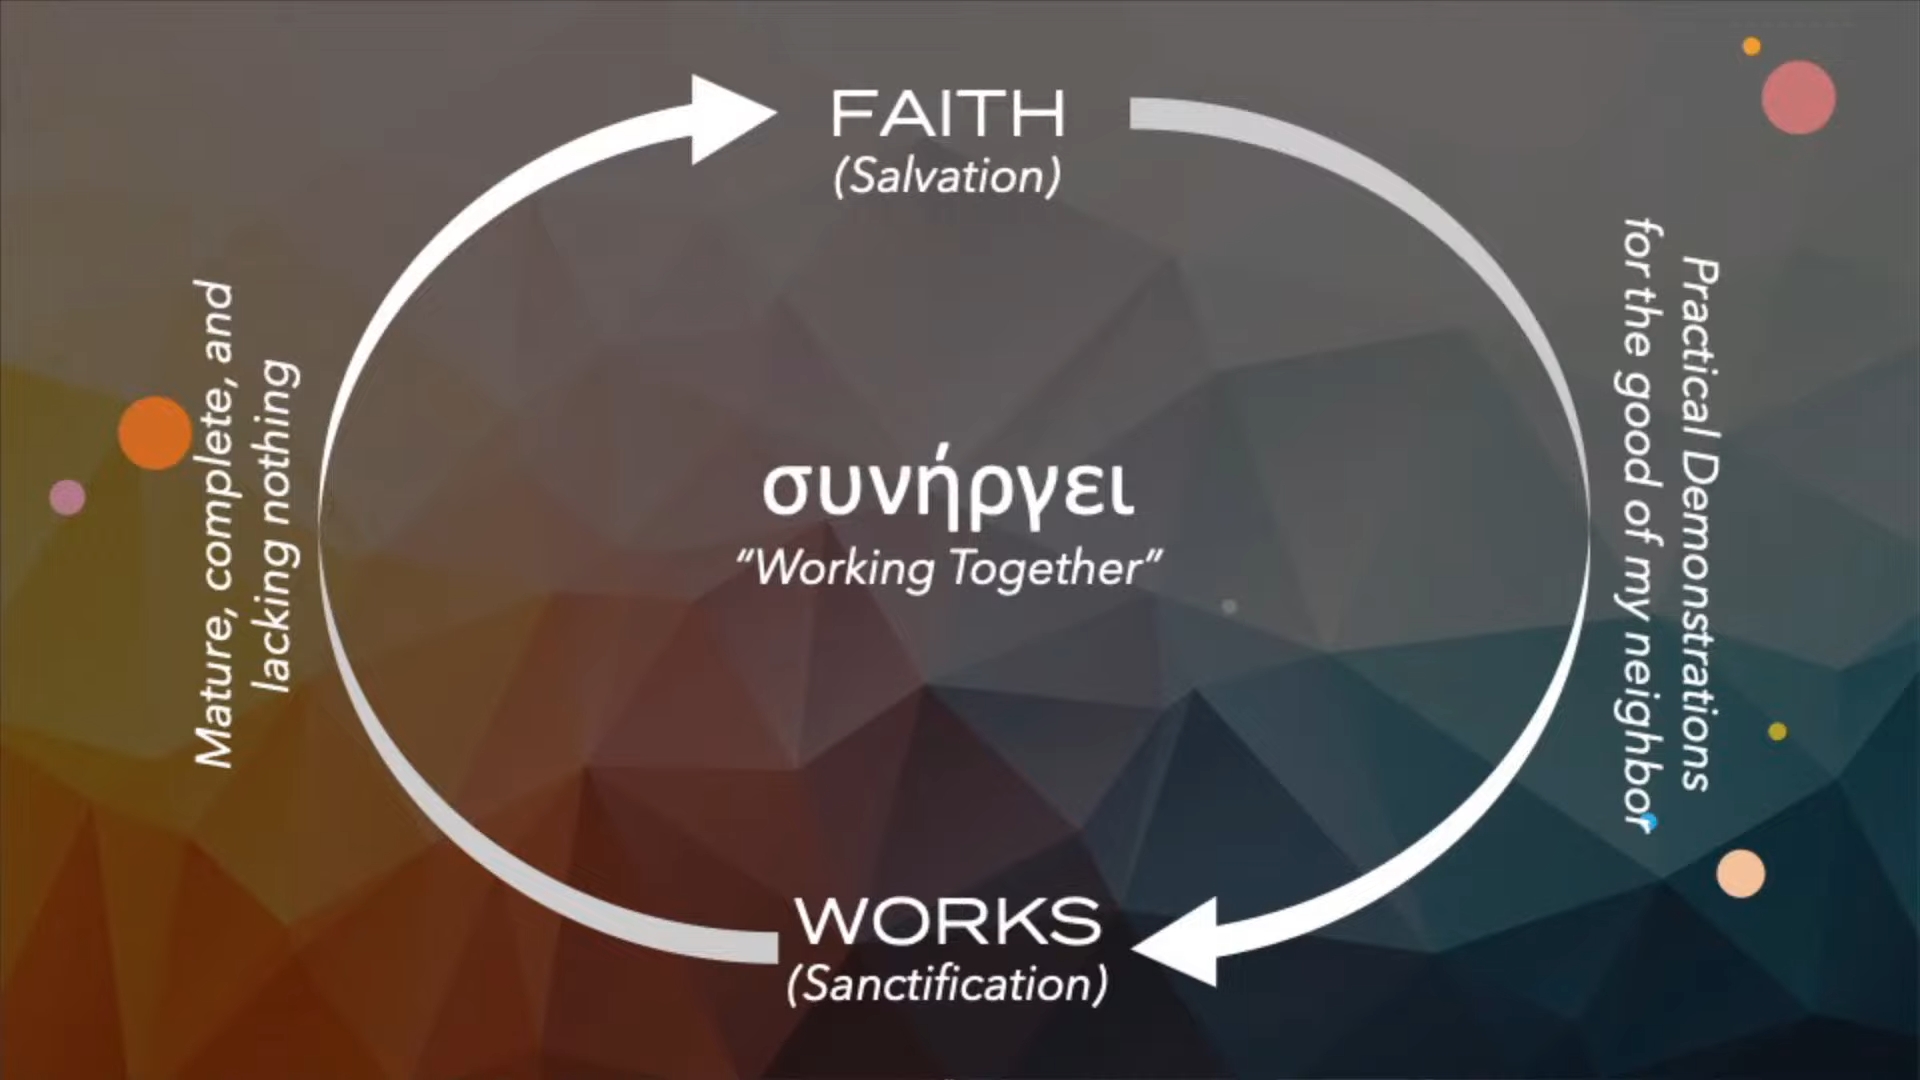 FAITH
(Salvation)
Practical Demonstrations
for the good of my neighbor
συνήργει
“Working Together”
Mature, complete, and
lacking nothing
WORKS
(Sanctification)